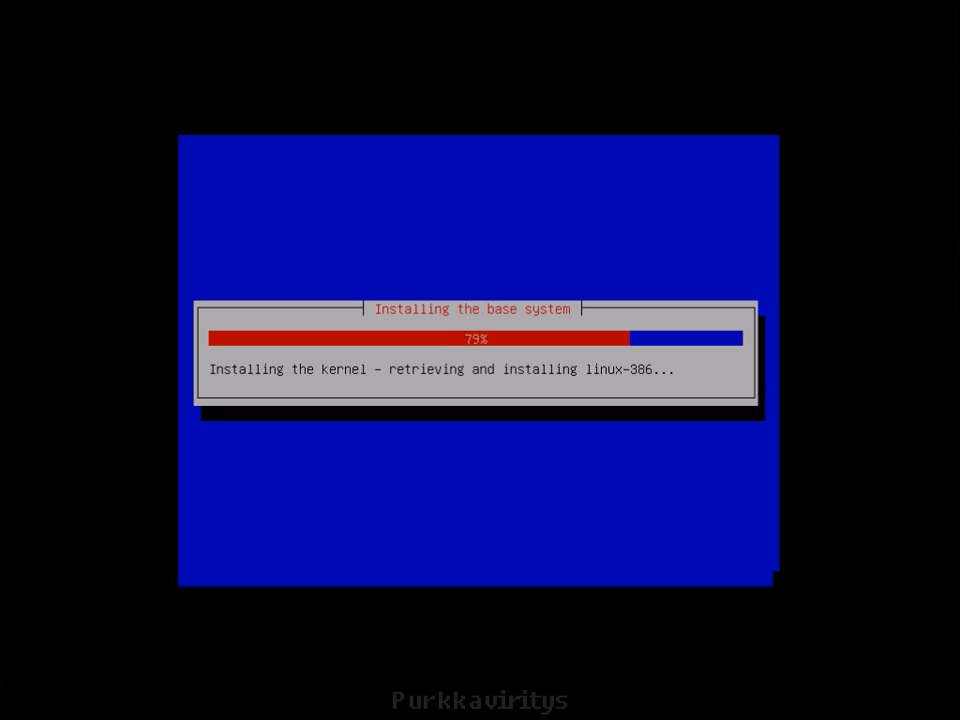 Installing the base system
79%
Installing the kernel - retrieving and installing linux-386...
Purkkaviritys